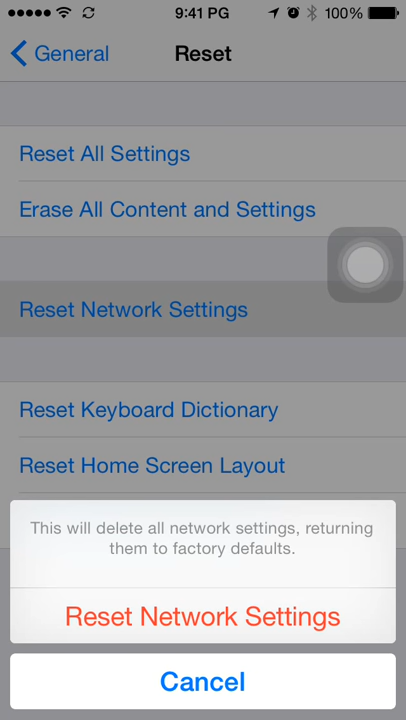 9:41 PG 100%
General Reset
Reset All Settings
Erase All Content and Settings
Reset Network Settings
Reset Keyboard Dictionary
Reset Home Screen Layout
This will delete all network settings, returning
them to factory defaults.
Reset Network Settings
Cancel